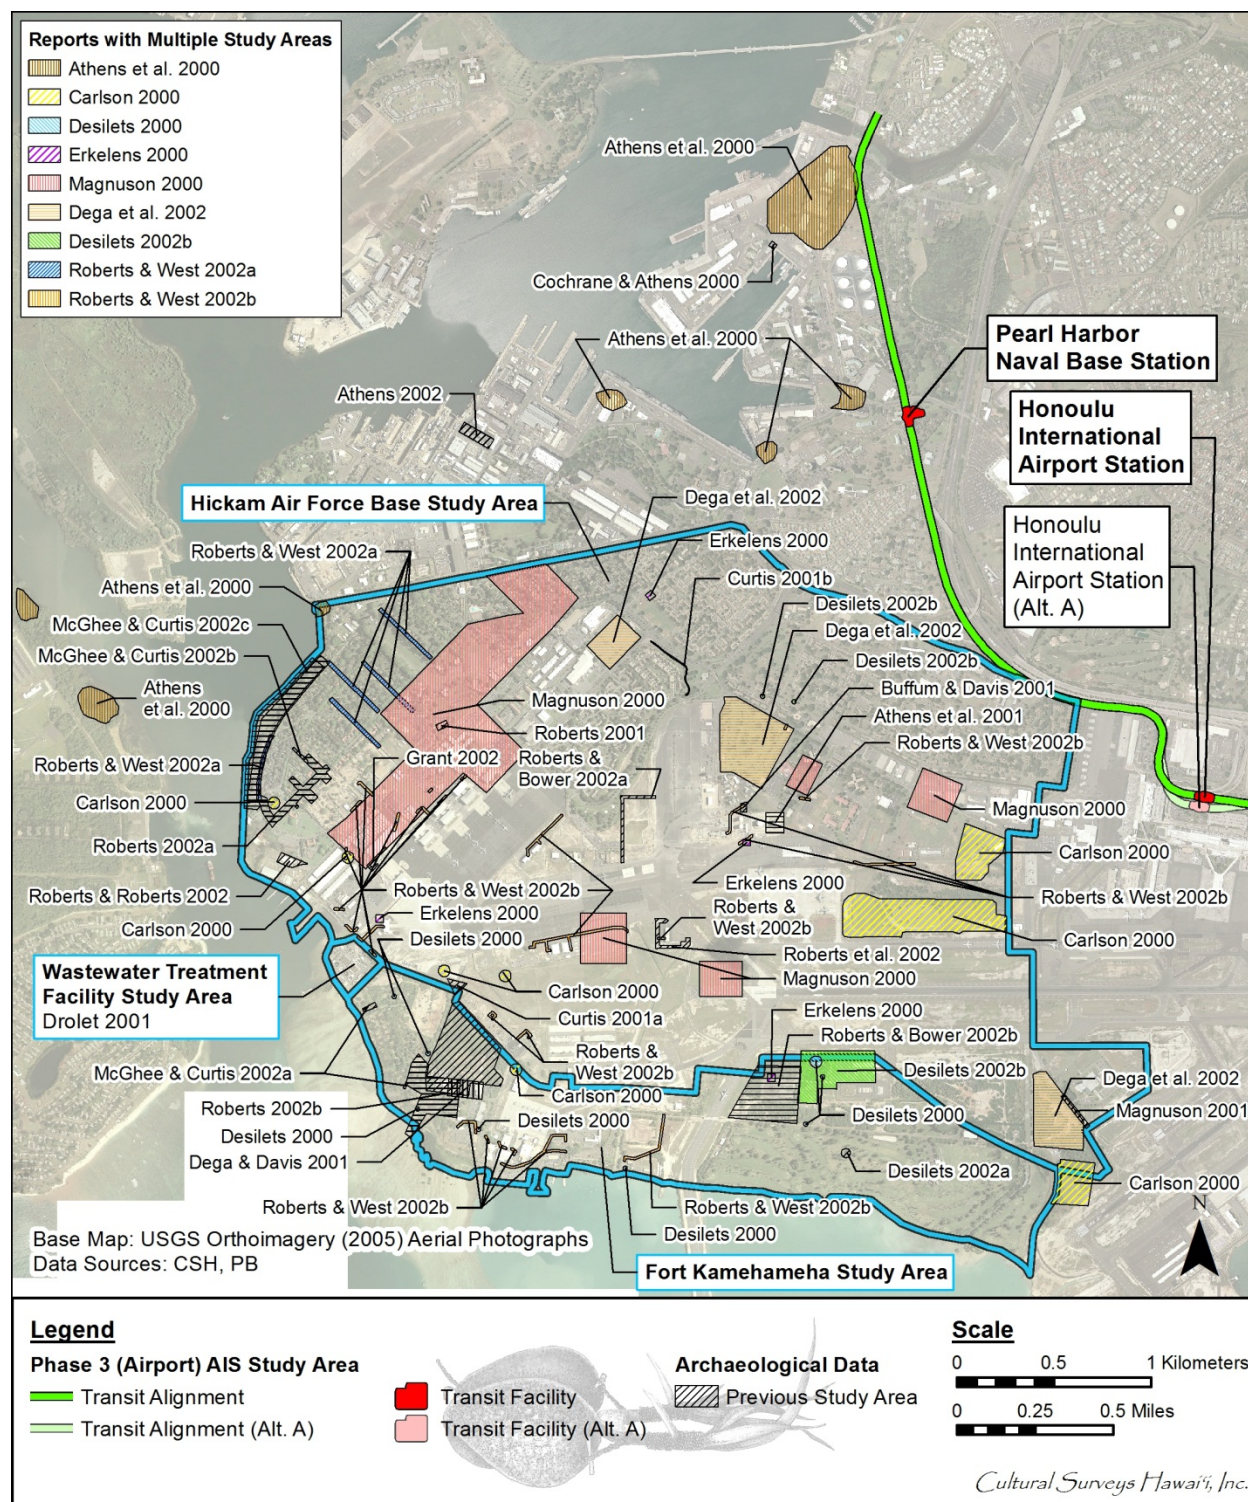 Reports with Multiple Study Areas
Athens et al. 2000
Carlson 2000
Desilets 2000
Erkelens 2000
Magnuson 2000
Dega et al. 2002
Desilets 2002b
Roberts & West 2002a
Roberts & West 2002b
Athens et al. 2000
Cochrane & Athens 2000
Athens et al. 2000
Pearl Harbor
Naval Base Station
Honoulu
International
Airport Station
Athens 2002
Hickam Air Force Base Study Area
Dega et al. 2002
Honoulu
International
Airport Station
(Alt. A)
Roberts & West 2002a
Erkelens 2000
Curtis 2001b
Athens et al. 2000
Desilets 2002b
McGhee & Curtis 2002c
Dega et al. 2002
McGhee & Curtis 2002b
Desilets 2002b
Athens
et al. 2000
Buffum & Davis 2001
Magnuson 2000
Athens et al. 2001
Roberts 2001
Roberts & West 2002b
Roberts & West 2002a
Grant 2002
Roberts &
Bower 2002a
Carlson 2000
Magnuson 2000
Roberts 2002a
Carlson 2000
Roberts & Roberts 2002
Roberts & West 2002b
Erkelens 2000
Roberts & West 2002b
Erkelens 2000
Roberts &
West 2002b
Carlson 2000
Desilets 2000
Carlson 2000
Roberts et al. 2002
Wastewater Treatment
Facility Study Area
Drolet 2001
Magnuson 2000
Carlson 2000
Erkelens 2000
Curtis 2001a
Roberts & Bower 2002b
Roberts &
West 2002b
McGhee & Curtis 2002a
Desilets 2002b
Dega et al. 2002
Carlson 2000
Roberts 2002b
Magnuson 2001
Desilets 2000
Desilets 2000
Desilets 2000
Dega & Davis 2001
Desilets 2002a
Carlson 2000
Roberts & West 2002b
Roberts & West 2002b
Desilets 2000
N
Base Map: USGS Orthoimagery (2005) Aerial Photographs
Data Sources: CSH, PB
Fort Kamehameha Study Area
Legend
Phase 3 (Airport) AIS Study Area
Transit Alignment
Transit Alignment (Alt. A)
Transit Facility
Transit Facility (Alt. A)
Archaeological Data
Previous Study Area
Scale
0 0.5 1 Kilometers
0 0.25 0.5 Miles
Cultural Surveys Hawai'i, Inc.